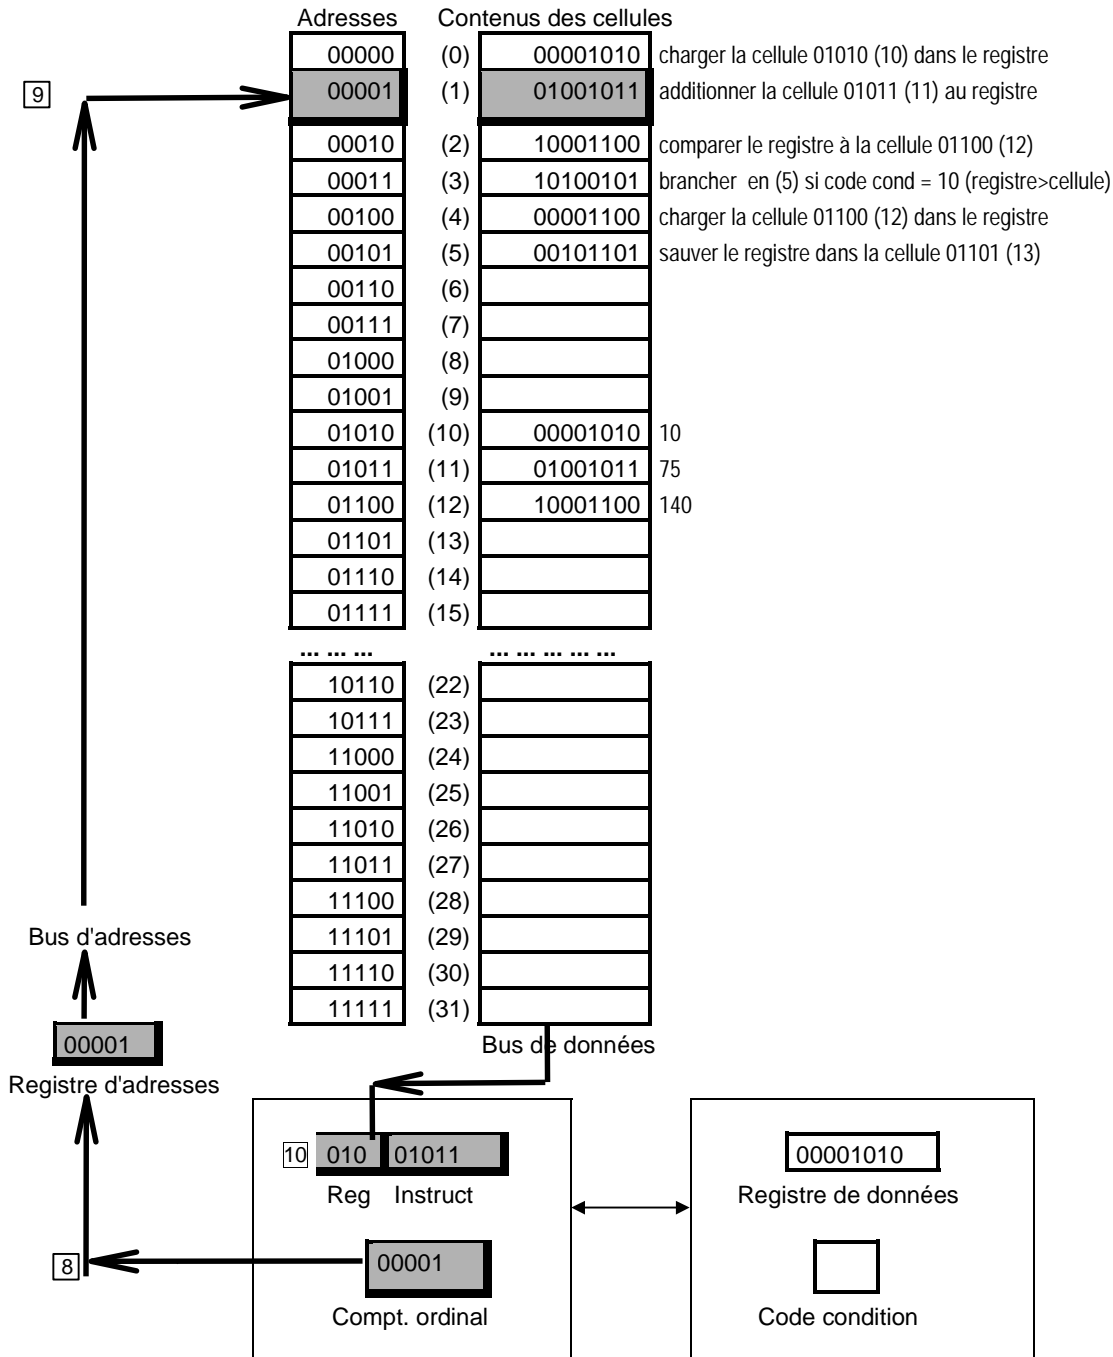 Adresses Contenus des cellules
00000 (0) 00001010 charger la cellule 01010 (10) dans le registre
9 00001 (1) 01001011 additionner la cellule 01011 (11) au registre
00010 (2) 10001100 comparer le registre à la cellule 01100 (12)
00011 (3) 10100101 brancher en (5) si code cond = 10 (registre>cellule)
00100 (4) 00001100 charger la cellule 01100 (12) dans le registre
00101 (5) 00101101 sauver le registre dans la cellule 01101 (13)
00110 (6)
00111 (7)
01000 (8)
01001 (9)
01010 (10) 00001010 10
01011 (11) 01001011 75
01100 (12) 10001100 140
01101 (13)
01110 (14)
01111 (15)
... ... ... ... ... ... ... ...
10110 (22)
10111 (23)
11000 (24)
11001 (25)
11010 (26)
11011 (27)
11100 (28)
11101 (29)
11110 (30)
11111 (31)
Bus d'adresses
00001
Registre d'adresses
Bus de données
10 010 01011
Reg Instruct
8 00001
Compt. ordinal
00001010
Registre de données
Code condition